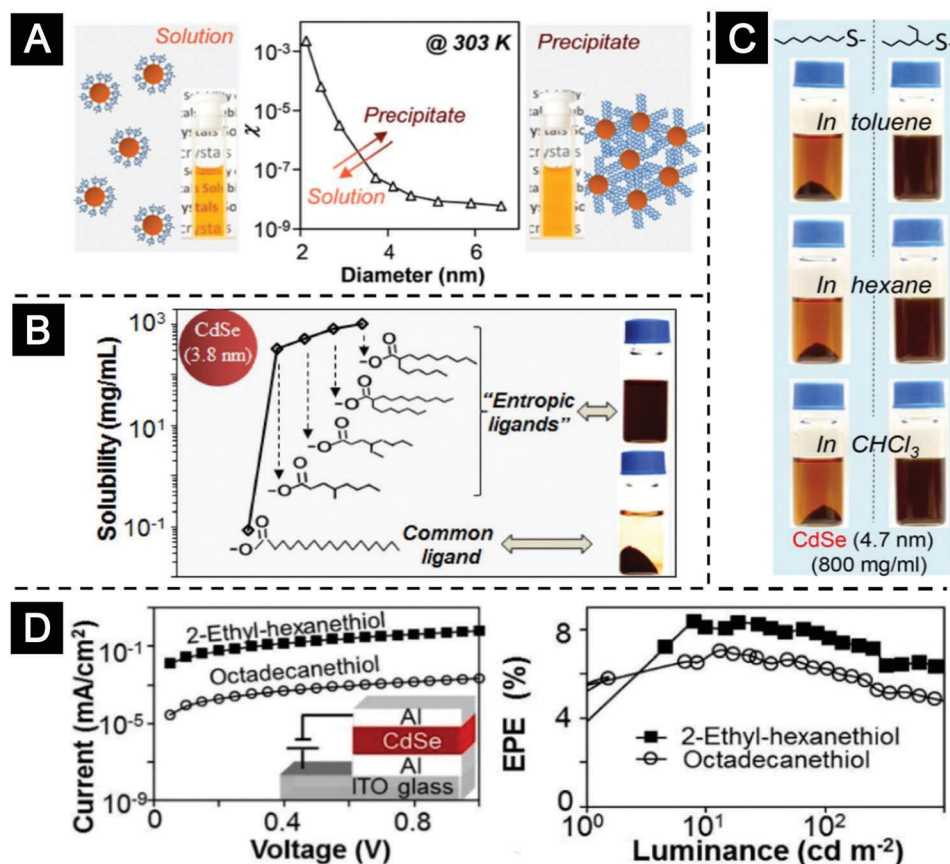 A
Solution
@ 303 K
Precipitate
10⁻³
10⁻⁵
10⁻⁷
10⁻⁹
χ
Precipitate
Solution
2
4
6
Diameter (nm)
crystals
B
CdSe
(3.8 nm)
10³
10¹
10⁻¹
Solubility (mg/mL)
O
-O
O
-O
O
-O
O
-O
O
-O
"Entropic
ligands"
Common
ligand
C
S-
S-
In toluene
In hexane
In CHCl₃
CdSe (4.7 nm)
(800 mg/ml)
D
Current (mA/cm²)
10⁻¹
10⁻⁵
10⁻⁹
2-Ethyl-hexanethiol
Octadecanethiol
Al
CdSe
Al
ITO glass
0
0.4
0.8
Voltage (V)
EPE (%)
8
4
0
2-Ethyl-hexanethiol
Octadecanethiol
10⁰
10¹
10²
Luminance (cd m⁻²)